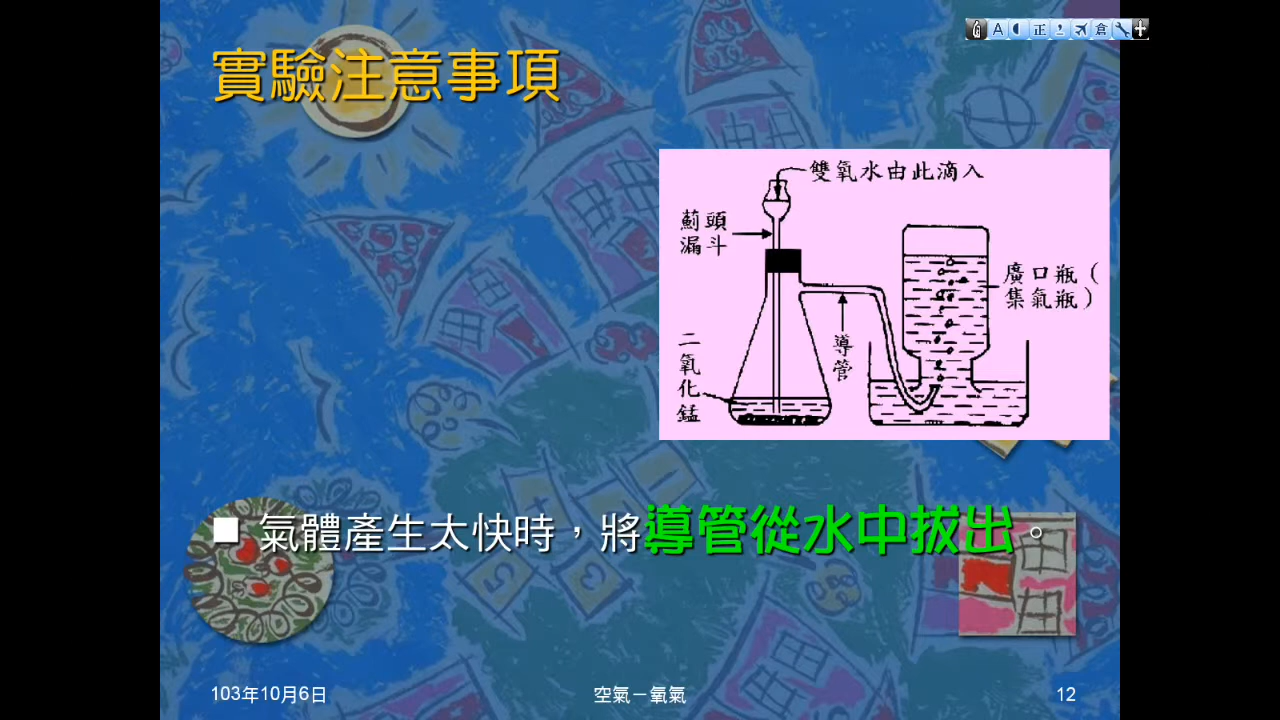 A 正 倉
實驗注意事項
雙氧水由此滴入
薊頭
漏斗
廣口瓶(
集氣瓶)
導管
二氧化錳
■ 氣體產生太快時,將導管從水中拔出。
103年10月6日
空氣－氧氣
12